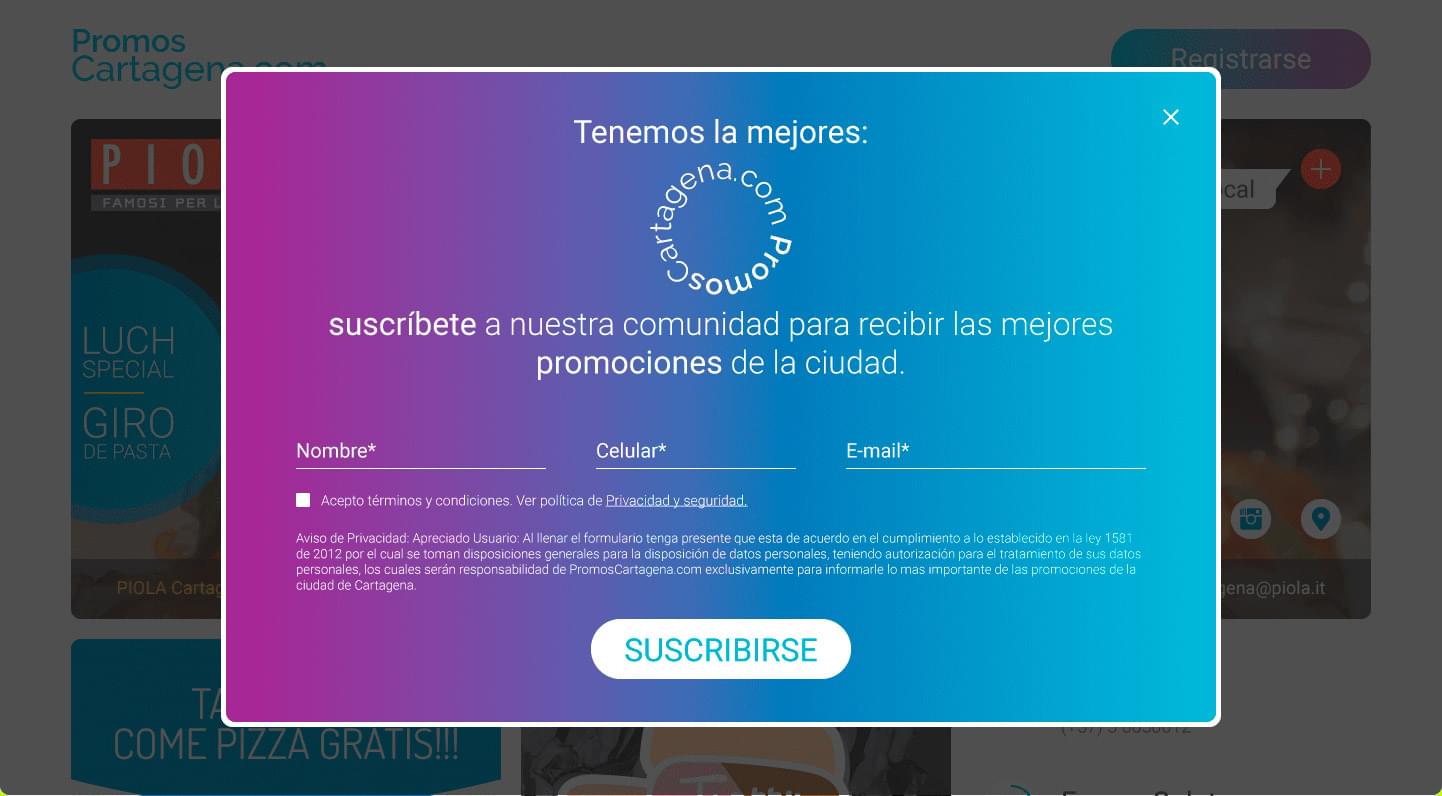 Promos
Cartagena.com
Registrarse
PIO
FAMOSI PER L
LUCH
SPECIAL
GIRO
DE PASTA
PIOLA Cartag
Tenemos la mejores:
PromosCartagena.com
suscríbete a nuestra comunidad para recibir las mejores
promociones de la ciudad.
Nombre*
Celular*
E-mail*
Acepto términos y condiciones. Ver política de Privacidad y seguridad.
Aviso de Privacidad: Apreciado Usuario: Al llenar el formulario tenga presente que esta de acuerdo en el cumplimiento a lo establecido en la ley 1581
de 2012 por el cual se toman disposiciones generales para la disposición de datos personales, teniendo autorización para el tratamiento de sus datos
personales, los cuales serán responsabilidad de PromosCartagena.com exclusivamente para informarle lo mas importante de las promociones de la
ciudad de Cartagena.
SUSCRIBIRSE
cal
gena@piola.it
TA
COME PIZZA GRATIS!!!